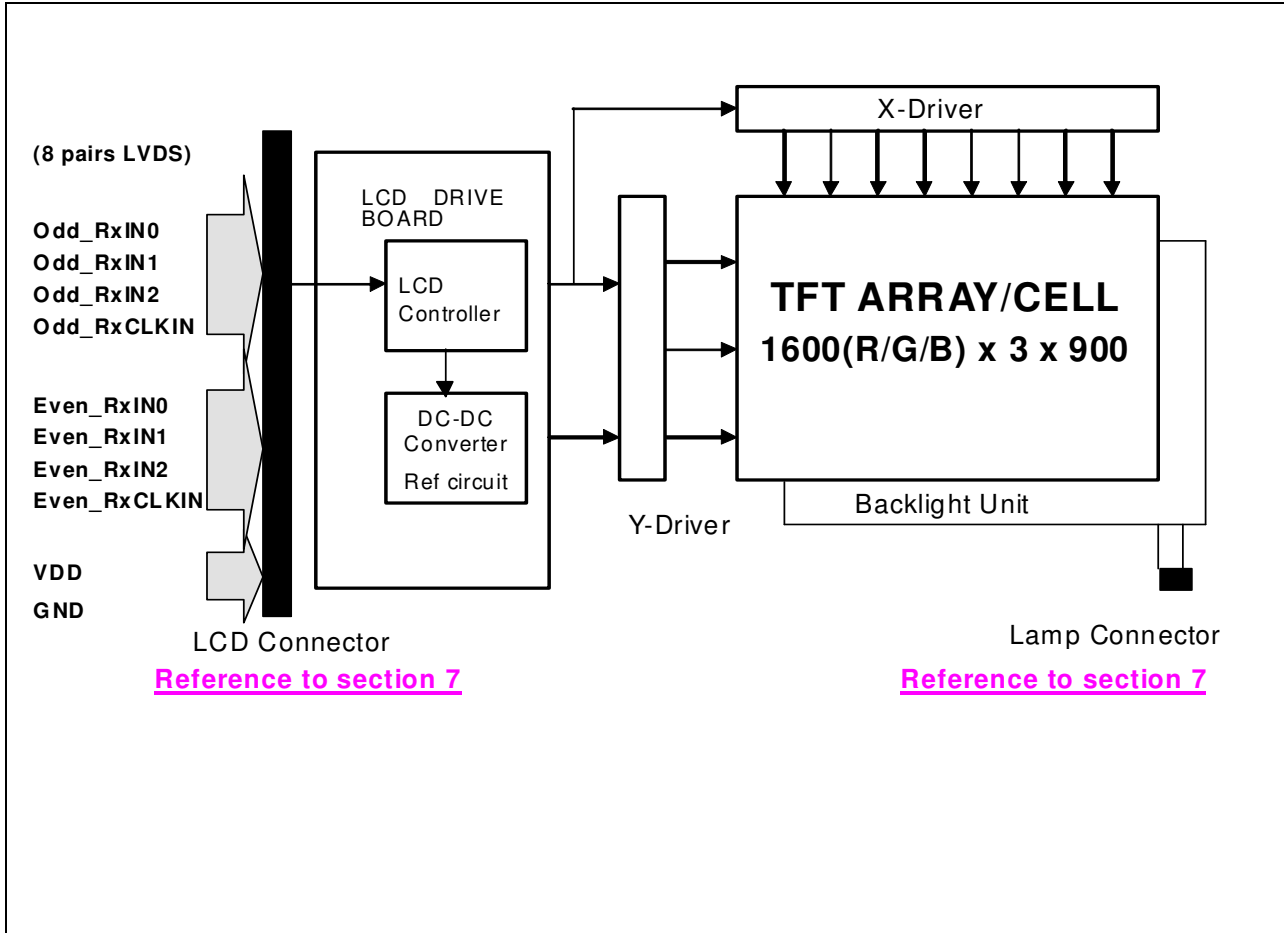 (8 pairs LVDS)
Odd_RxIN0
Odd_RxIN1
Odd_RxIN2
Odd_RxCLKIN
Even_RxIN0
Even_RxIN1
Even_RxIN2
Even_RxCLKIN
VDD
GND
LCD Connector
Reference to section 7
LCD DRIVE
BOARD
LCD
Controller
DC-DC
Converter
Ref circuit
Y-Driver
X-Driver
TFT ARRAY/CELL
1600(R/G/B) x 3 x 900
Backlight Unit
Lamp Connector
Reference to section 7